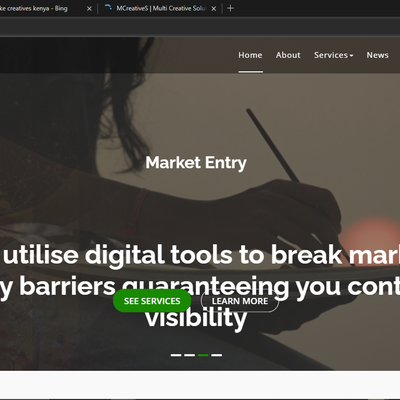 ke creatives kenya - Bing
MCreativeS | Multi Creative Solu
Home About Services News
Market Entry
utilise digital tools to break mar
y barriers guaranteeing you cont
SEE SERVICES LEARN MORE
visibility